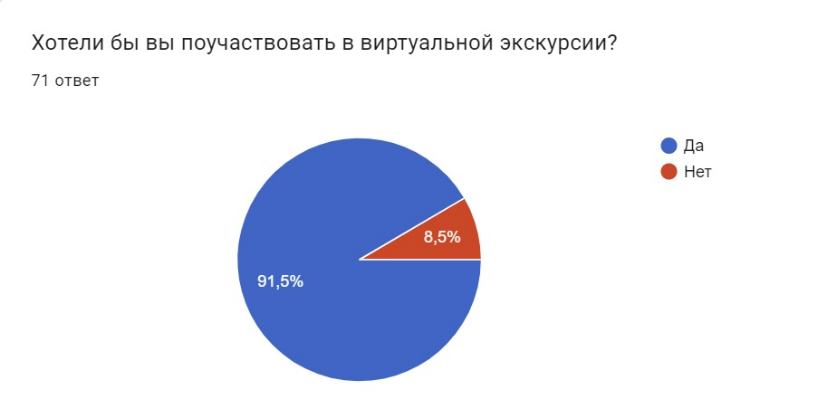 Хотели бы вы поучаствовать в виртуальной экскурсии?
71 ответ
Да
Нет
8,5%
91,5%